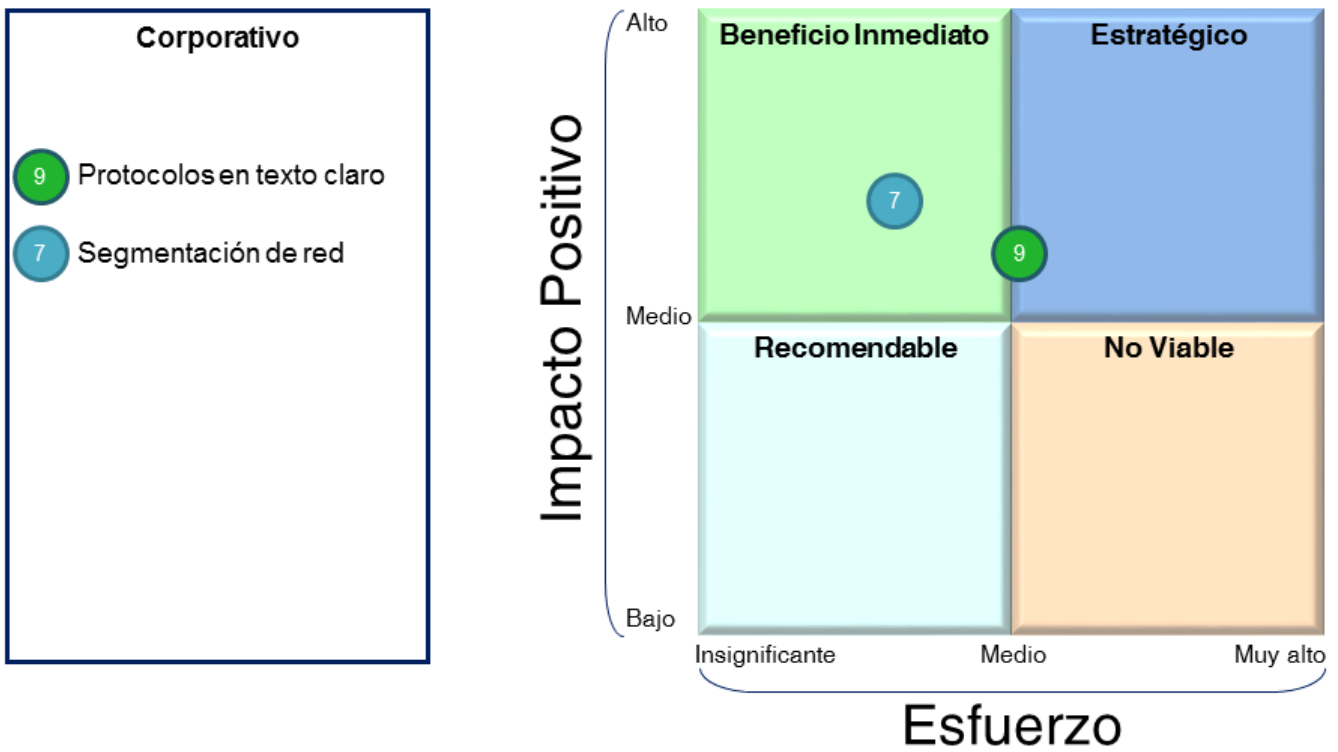 Corporativo
9 Protocolos en texto claro
7 Segmentación de red
Impacto Positivo
Alto
Medio
Bajo
Beneficio Inmediato
Estratégico
7
9
Recomendable
No Viable
Insignificante
Medio
Muy alto
Esfuerzo